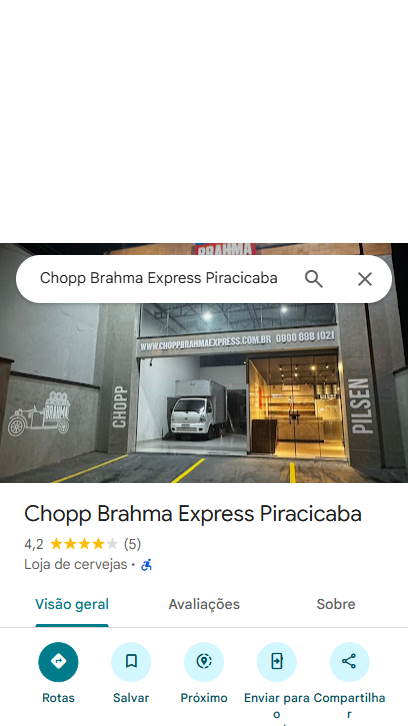 BRAHMA
Chopp Brahma Express Piracicaba
WWW.CHOPPBRAHMAEXPRESS.COM.BR 0800 888 1021
BRAHMA
CHOPP
PILSEN
Chopp Brahma Express Piracicaba
4,2 (5)
Loja de cervejas ·
Visão geral
Avaliações
Sobre
Rotas
Salvar
Próximo
Enviar para
o
Compartilha
r